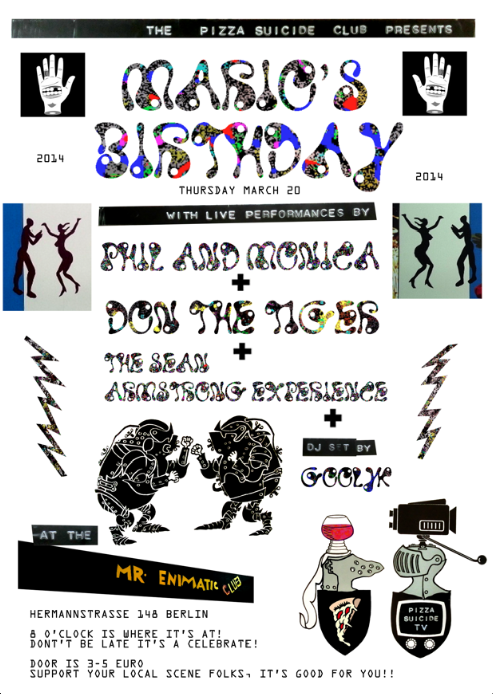 THE PIZZA SUICIDE CLUB PRESENTS
MARIO'S
BIRTHDAY
2014
2014
THURSDAY MARCH 20
WITH LIVE PERFORMANCES BY
PHIL AND MONICA
+
DON THE TIGER
+
THE SEAN
ARMSTRONG EXPERIENCE
+
DJ SET BY
GOOLYK
AT THE
MR. ENIMATIC CLUB
PIZZA
SUICIDE
TV
HERMANNSTRASSE 148 BERLIN
8 O'CLOCK IS WHERE IT'S AT!
DONT'T BE LATE IT'S A CELEBRATE!
DOOR IS 3-5 EURO
SUPPORT YOUR LOCAL SCENE FOLKS, IT'S GOOD FOR YOU!!